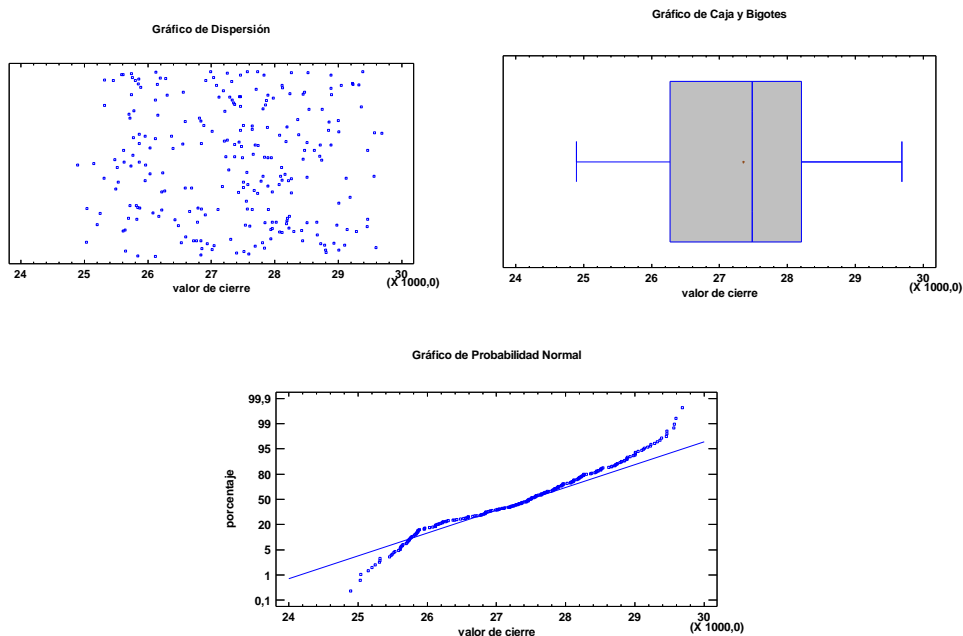 Gráfico de Dispersión
24 25 26 27 28 29 30
(X 1000,0)
valor de cierre
Gráfico de Caja y Bigotes
24 25 26 27 28 29 30
(X 1000,0)
valor de cierre
Gráfico de Probabilidad Normal
99,9
99
95
80
50
20
5
1
0,1
porcentaje
24 25 26 27 28 29 30
(X 1000,0)
valor de cierre